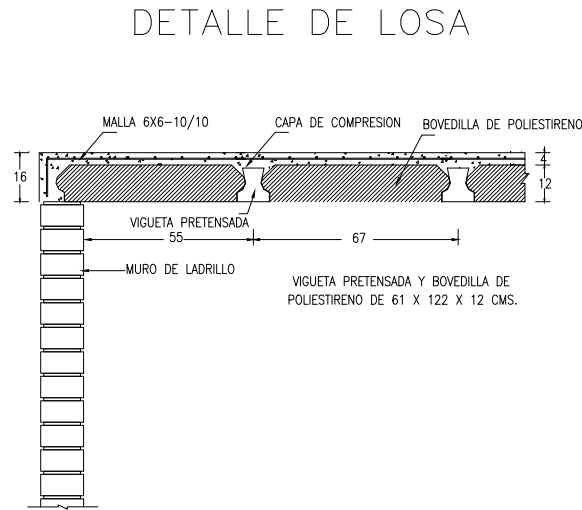 DETALLE DE LOSA
MALLA 6X6-10/10
CAPA DE COMPRESION
BOVEDILLA DE POLIESTIRENO
16
4
12
VIGUETA PRETENSADA
55
67
MURO DE LADRILLO
VIGUETA PRETENSADA Y BOVEDILLA DE
POLIESTIRENO DE 61 X 122 X 12 CMS.